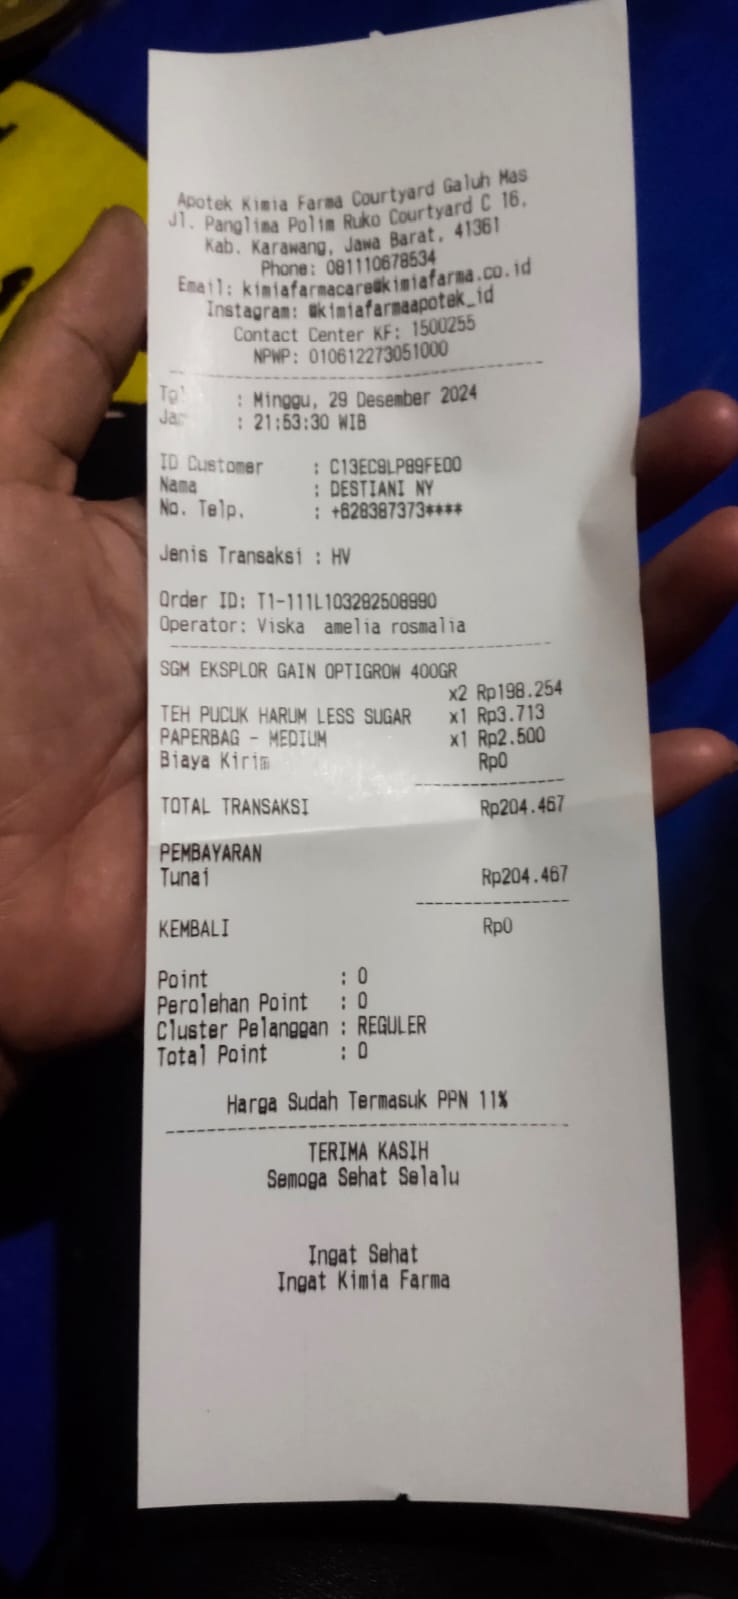 Apotek Kimia Farma Courtyard Galuh Mas
Jl. Panglima Polim Ruko Courtyard C 16,
Kab. Karawang, Jawa Barat, 41361
Phone: 081110678534
Email: kimiafarmacare@kimiafarma.co.id
Instagram: @kimiafarmaapotek_id
Contact Center KF: 1500255
NPWP: 010612273051000
Tgl : Minggu, 29 Desember 2024
Jam : 21:53:30 WIB
ID Customer : C13EC9LP89FE00
Nama : DESTIANI NY
No. Telp. : +628387373****
Jenis Transaksi : HV
Order ID: T1-111L103282508990
Operator: Viska amelia rosmalia
SGM EKSPLOR GAIN OPTIGROW 400GR
x2 Rp198.254
TEH PUCUK HARUM LESS SUGAR x1 Rp3.713
PAPERBAG - MEDIUM x1 Rp2.500
Biaya Kirim Rp0
TOTAL TRANSAKSI Rp204.467
PEMBAYARAN
Tunai Rp204.467
KEMBALI Rp0
Point : 0
Perolehan Point : 0
Cluster Pelanggan : REGULER
Total Point : 0
Harga Sudah Termasuk PPN 11%
TERIMA KASIH
Semoga Sehat Selalu
Ingat Sehat
Ingat Kimia Farma